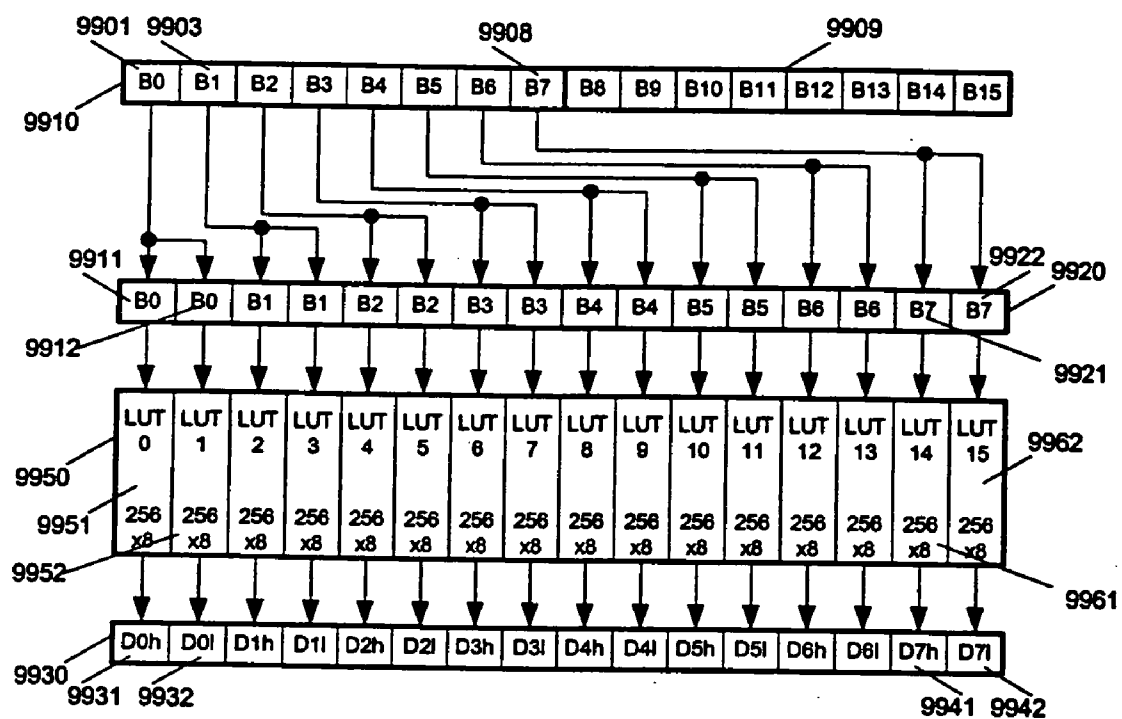 9901 9903 9908 9909
B0 B1 B2 B3 B4 B5 B6 B7 B8 B9 B10 B11 B12 B13 B14 B15
9910
9911 9922 9920
B0 B0 B1 B1 B2 B2 B3 B3 B4 B4 B5 B5 B6 B6 B7 B7
9912 9921
LUT LUT LUT LUT LUT LUT LUT LUT LUT LUT LUT LUT LUT LUT LUT LUT
0 1 2 3 4 5 6 7 8 9 10 11 12 13 14 15
9950 9962
9951 256 256 256 256 256 256 256 256 256 256 256 256 256 256 256 256
x8 x8 x8 x8 x8 x8 x8 x8 x8 x8 x8 x8 x8 x8 x8 x8
9952 9961
D0h D0l D1h D1l D2h D2l D3h D3l D4h D4l D5h D5l D6h D6l D7h D7l
9930
9931 9932 9941 9942